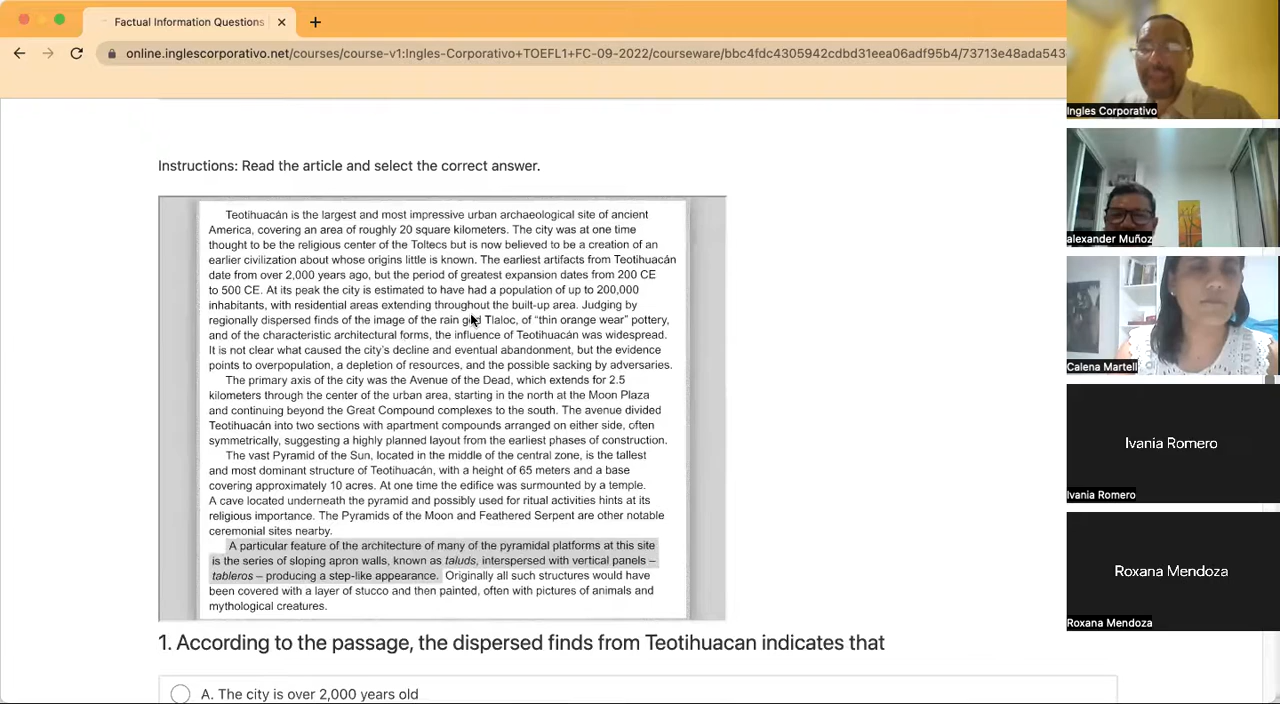 Factual Information Questions
online.inglescorporativo.net/courses/course-v1:Ingles-Corporativo+TOEFL1+FC-09-2022/courseware/bbc4fdc4305942cdbd31eea06adf95b4/73713e48ada543
Instructions: Read the article and select the correct answer.
Teotihuacán is the largest and most impressive urban archaeological site of ancient
America, covering an area of roughly 20 square kilometers. The city was at one time
thought to be the religious center of the Toltecs but is now believed to be a creation of an
earlier civilization about whose origins little is known. The earliest artifacts from Teotihuacán
date from over 2,000 years ago, but the period of greatest expansion dates from 200 CE
to 500 CE. At its peak the city is estimated to have had a population of up to 200,000
inhabitants, with residential areas extending throughout the built-up area. Judging by
regionally dispersed finds of the image of the rain god Tlaloc, of “thin orange wear” pottery,
and of the characteristic architectural forms, the influence of Teotihuacán was widespread.
It is not clear what caused the city's decline and eventual abandonment, but the evidence
points to overpopulation, a depletion of resources, and the possible sacking by adversaries.
The primary axis of the city was the Avenue of the Dead, which extends for 2.5
kilometers through the center of the urban area, starting in the north at the Moon Plaza
and continuing beyond the Great Compound complexes to the south. The avenue divided
Teotihuacán into two sections with apartment compounds arranged on either side, often
symmetrically, suggesting a highly planned layout from the earliest phases of construction.
The vast Pyramid of the Sun, located in the middle of the central zone, is the tallest
and most dominant structure of Teotihuacán, with a height of 65 meters and a base
covering approximately 10 acres. At one time the edifice was surmounted by a temple.
A cave located underneath the pyramid and possibly used for ritual activities hints at its
religious importance. The Pyramids of the Moon and Feathered Serpent are other notable
ceremonial sites nearby.
A particular feature of the architecture of many of the pyramidal platforms at this site
is the series of sloping apron walls, known as taluds, interspersed with vertical panels –
tableros – producing a step-like appearance. Originally all such structures would have
been covered with a layer of stucco and then painted, often with pictures of animals and
mythological creatures.
1. According to the passage, the dispersed finds from Teotihuacan indicates that
A. The city is over 2,000 years old
Ingles Corporativo
alexander Muñoz
Calena Martell
Ivania Romero
Ivania Romero
Roxana Mendoza
Roxana Mendoza